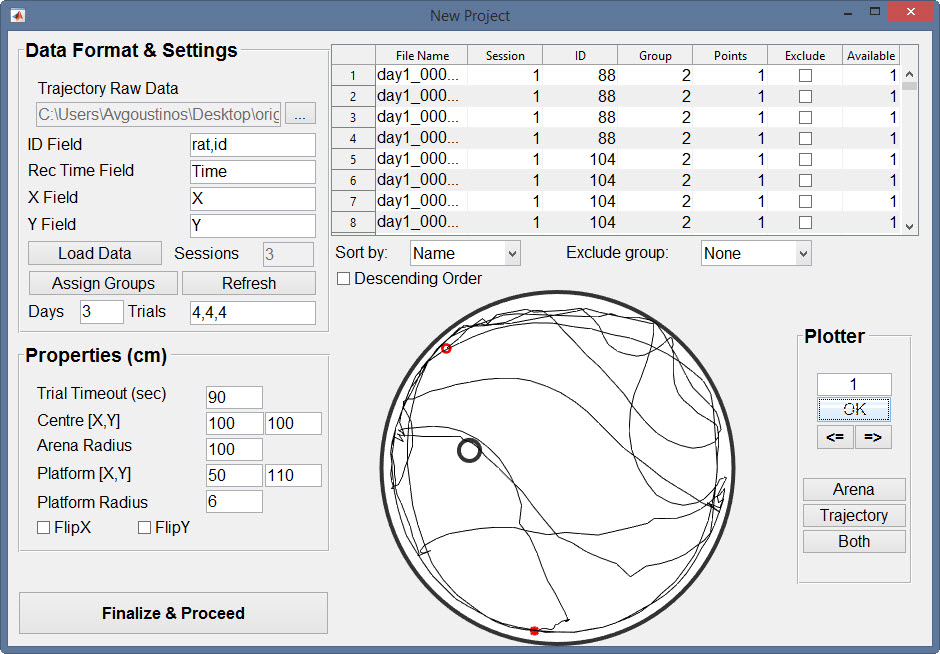 New Project
Data Format & Settings
Trajectory Raw Data
C:\Users\Avgoustinos\Desktop\orig
...
ID Field rat,id
Rec Time Field Time
X Field X
Y Field Y
Load Data Sessions 3
Assign Groups Refresh
Days 3 Trials 4,4,4
Properties (cm)
Trial Timeout (sec) 90
Centre [X,Y] 100 100
Arena Radius 100
Platform [X,Y] 50 110
Platform Radius 6
FlipX FlipY
Finalize & Proceed
File Name Session ID Group Points Exclude Available
1 day1_000... 1 88 2 1 1
2 day1_000... 1 88 2 1 1
3 day1_000... 1 88 2 1 1
4 day1_000... 1 88 2 1 1
5 day1_000... 1 104 2 1 1
6 day1_000... 1 104 2 1 1
7 day1_000... 1 104 2 1 1
8 day1_000... 1 104 2 1 1
Sort by: Name Exclude group: None
Descending Order
Plotter
1
OK
<= =>
Arena
Trajectory
Both